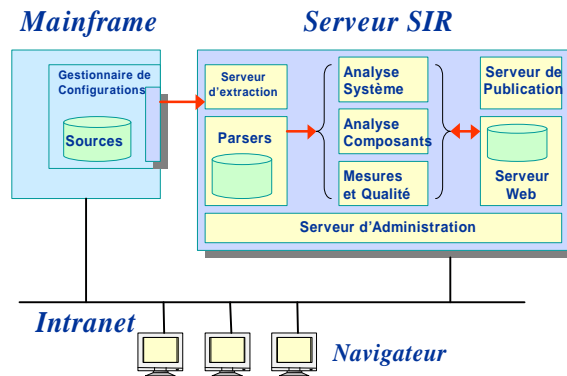 Mainframe
Serveur SIR
Gestionnaire de
Configurations
Sources
Serveur
d'extraction
Parsers
Analyse
Système
Analyse
Composants
Mesures
et Qualité
Serveur de
Publication
Serveur
Web
Serveur d'Administration
Intranet
Navigateur